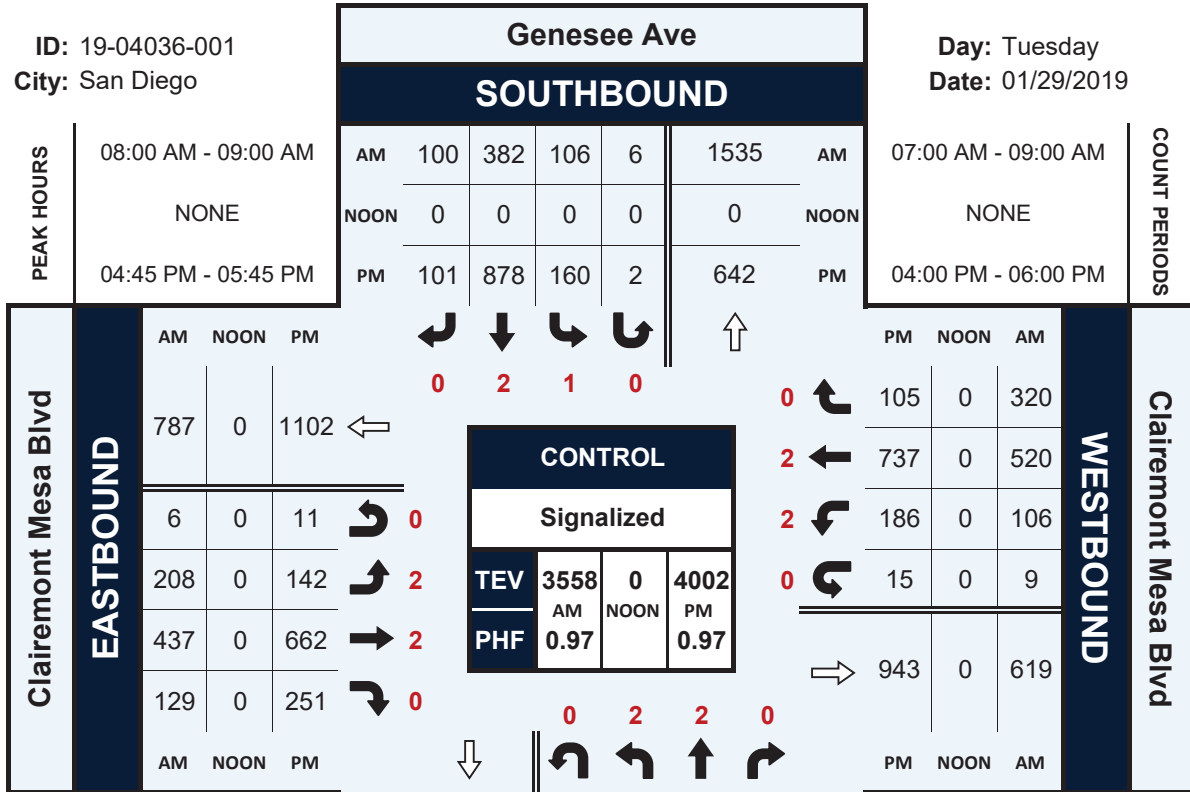 Genesee Ave
ID: 19-04036-001
City: San Diego
Day: Tuesday
Date: 01/29/2019
SOUTHBOUND
PEAK HOURS
08:00 AM - 09:00 AM
NONE
04:45 PM - 05:45 PM
AM 100 382 106 6 1535 AM
NOON 0 0 0 0 0 NOON
PM 101 878 160 2 642 PM
07:00 AM - 09:00 AM
NONE
04:00 PM - 06:00 PM
COUNT PERIODS
0 2 1 0
Clairemont Mesa Blvd
EASTBOUND
AM NOON PM
787 0 1102
6 0 11 0
208 0 142 2
437 0 662 2
129 0 251 0
AM NOON PM
CONTROL
Signalized
TEV 3558 0 4002
AM NOON PM
PHF 0.97 0.97
PM NOON AM
0 105 0 320
2 737 0 520
2 186 0 106
0 15 0 9
943 0 619
PM NOON AM
WESTBOUND
Clairemont Mesa Blvd
0 2 2 0